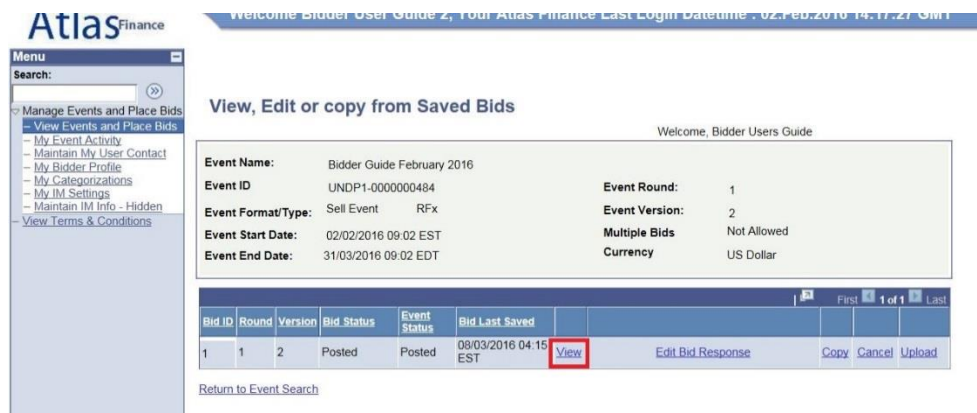 Atlas Finance
Welcome Bidder User Guide 2, Your Atlas Finance Last Login Datetime : 02.Feb.2016 14:17:27 GMT
Menu
Search:
Manage Events and Place Bids
– View Events and Place Bids
– My Event Activity
– Maintain My User Contact
– My Bidder Profile
– My Categorizations
– My IM Settings
– Maintain IM Info - Hidden
– View Terms & Conditions
View, Edit or copy from Saved Bids
Welcome, Bidder Users Guide
Event Name: Bidder Guide February 2016
Event ID UNDP1-0000000484 Event Round: 1
Event Format/Type: Sell Event RFx Event Version: 2
Event Start Date: 02/02/2016 09:02 EST Multiple Bids Not Allowed
Event End Date: 31/03/2016 09:02 EDT Currency US Dollar
First 1 of 1 Last
Bid ID Round Version Bid Status Event Status Bid Last Saved
1 1 2 Posted Posted 08/03/2016 04:15 EST View Edit Bid Response Copy Cancel Upload
Return to Event Search